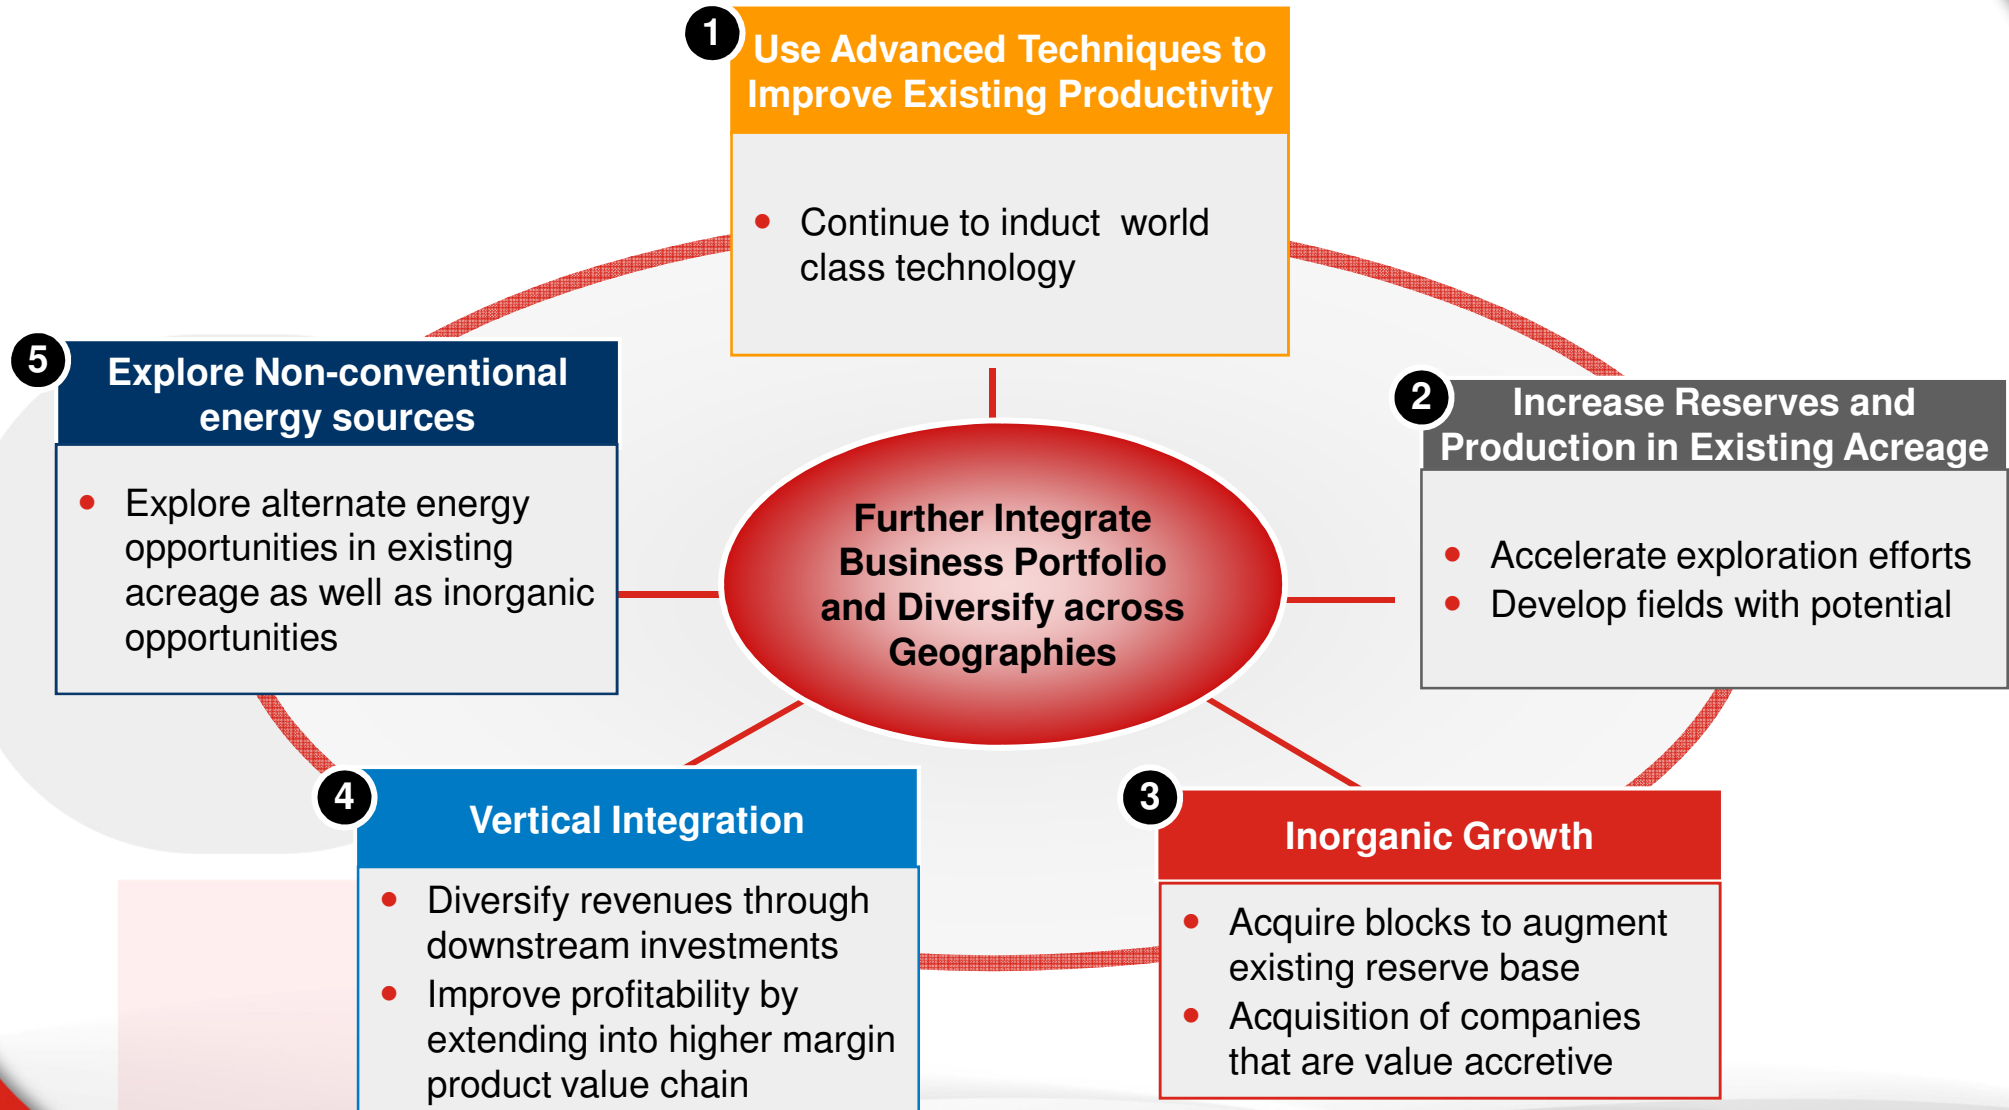 1
Use Advanced Techniques to
Improve Existing Productivity
• Continue to induct world
class technology
5
Explore Non-conventional
energy sources
• Explore alternate energy
opportunities in existing
acreage as well as inorganic
opportunities
Further Integrate
Business Portfolio
and Diversify across
Geographies
2
Increase Reserves and
Production in Existing Acreage
• Accelerate exploration efforts
• Develop fields with potential
4
Vertical Integration
• Diversify revenues through
downstream investments
• Improve profitability by
extending into higher margin
product value chain
3
Inorganic Growth
• Acquire blocks to augment
existing reserve base
• Acquisition of companies
that are value accretive